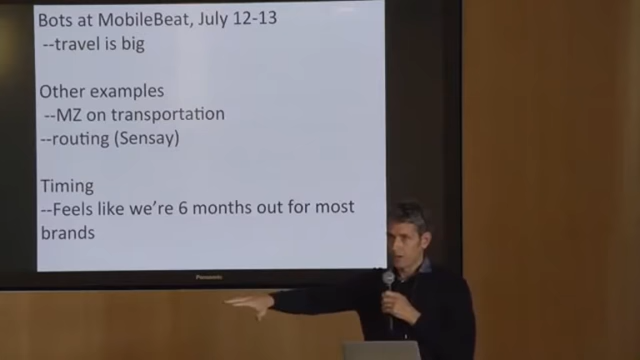 Bots at MobileBeat, July 12-13
--travel is big
Other examples
--MZ on transportation
--routing (Sensay)
Timing
--Feels like we're 6 months out for most
brands
Panasonic